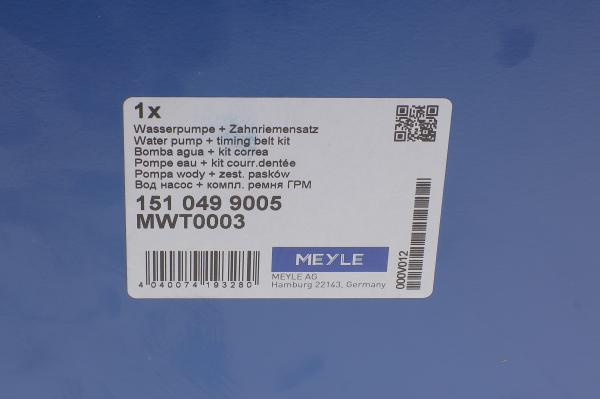 1x
Wasserpumpe + Zahnriemensatz
Water pump + timing belt kit
Bomba agua + kit correa
Pompe eau + kit courr.dentée
Pompa wody + zest. pasków
Вод насос + компл. ремня ГРМ
151 049 9005
MWT0003
MEYLE
MEYLE AG
Hamburg 22143, Germany
4 040074 193280
000V012